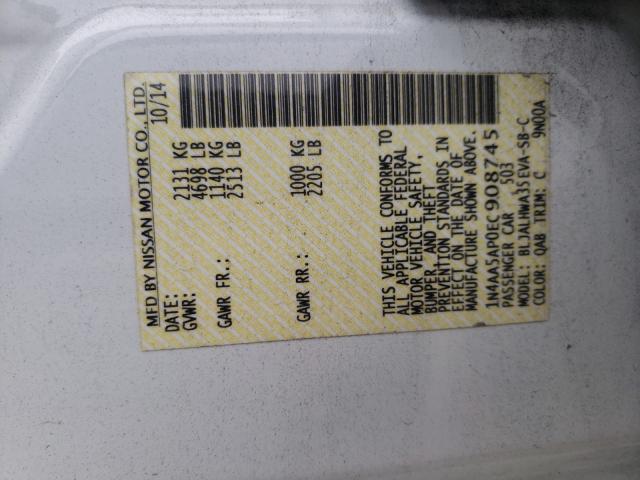 MFD BY NISSAN MOTOR CO., LTD.
DATE: 10/14
GVWR: 2131 KG
4698 LB
GAWR FR.: 1140 KG
2513 LB
GAWR RR.: 1000 KG
2205 LB
THIS VEHICLE CONFORMS TO
ALL APPLICABLE FEDERAL
MOTOR VEHICLE SAFETY,
BUMPER, AND THEFT
PREVENTION STANDARDS IN
EFFECT ON THE DATE OF
MANUFACTURE SHOWN ABOVE.
1N4AA5AP0EC908745
PASSENGER CAR 503
MODEL: BLJALHWA35EVA-SB-C
COLOR: QAB TRIM: C 9N00A